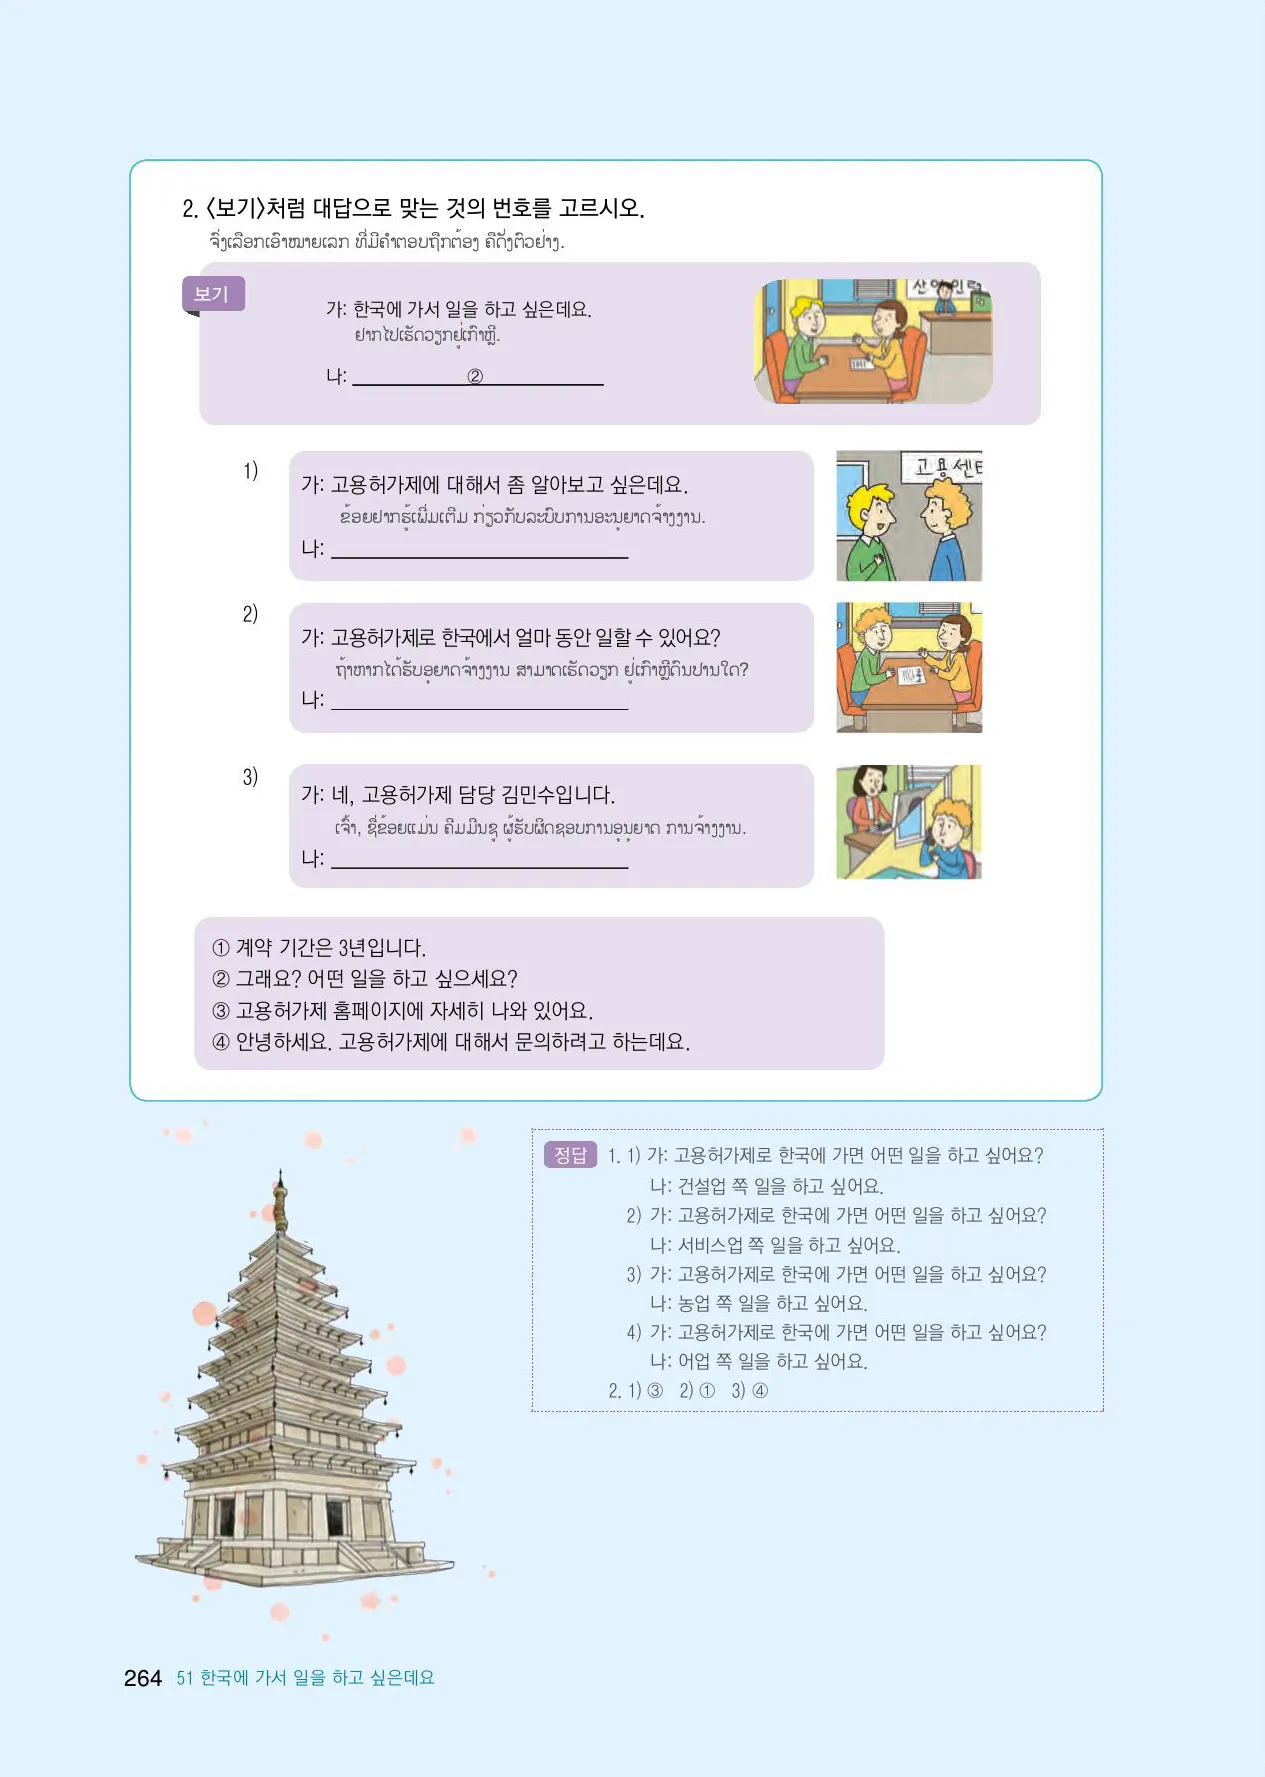 2. 〈보기〉처럼 대답으로 맞는 것의 번호를 고르시오.
ຈົ່ງເລືອກເອົາໝາຍເລກ ທີ່ມີຄຳຕອບຖືກຕ້ອງ ຄືດັ່ງຕົວຢ່າງ.
보기
가: 한국에 가서 일을 하고 싶은데요.
ຢາກໄປເຮັດວຽກຢູ່ເກົາຫຼີ.
나: ②
산업인력
1)
가: 고용허가제에 대해서 좀 알아보고 싶은데요.
ຂ້ອຍຢາກຮູ້ເພີ່ມເຕີມ ກ່ຽວກັບລະບົບການອະນຸຍາດຈ້າງງານ.
나:
고용센터
2)
가: 고용허가제로 한국에서 얼마 동안 일할 수 있어요?
ຖ້າຫາກໄດ້ຮັບອຸຍາດຈ້າງງານ ສາມາດເຮັດວຽກ ຢູ່ເກົາຫຼີດົນປານໃດ?
나:
3)
가: 네, 고용허가제 담당 김민수입니다.
ເຈົ້າ, ຊື່ຂ້ອຍແມ່ນ ຄິມມິນຊູ ຜູ້ຮັບຜິດຊອບການອຸນຸຍາດ ການຈ້າງງານ.
나:
① 계약 기간은 3년입니다.
② 그래요? 어떤 일을 하고 싶으세요?
③ 고용허가제 홈페이지에 자세히 나와 있어요.
④ 안녕하세요. 고용허가제에 대해서 문의하려고 하는데요.
정답 1. 1) 가: 고용허가제로 한국에 가면 어떤 일을 하고 싶어요?
나: 건설업 쪽 일을 하고 싶어요.
2) 가: 고용허가제로 한국에 가면 어떤 일을 하고 싶어요?
나: 서비스업 쪽 일을 하고 싶어요.
3) 가: 고용허가제로 한국에 가면 어떤 일을 하고 싶어요?
나: 농업 쪽 일을 하고 싶어요.
4) 가: 고용허가제로 한국에 가면 어떤 일을 하고 싶어요?
나: 어업 쪽 일을 하고 싶어요.
2. 1) ③ 2) ① 3) ④
264 51 한국에 가서 일을 하고 싶은데요